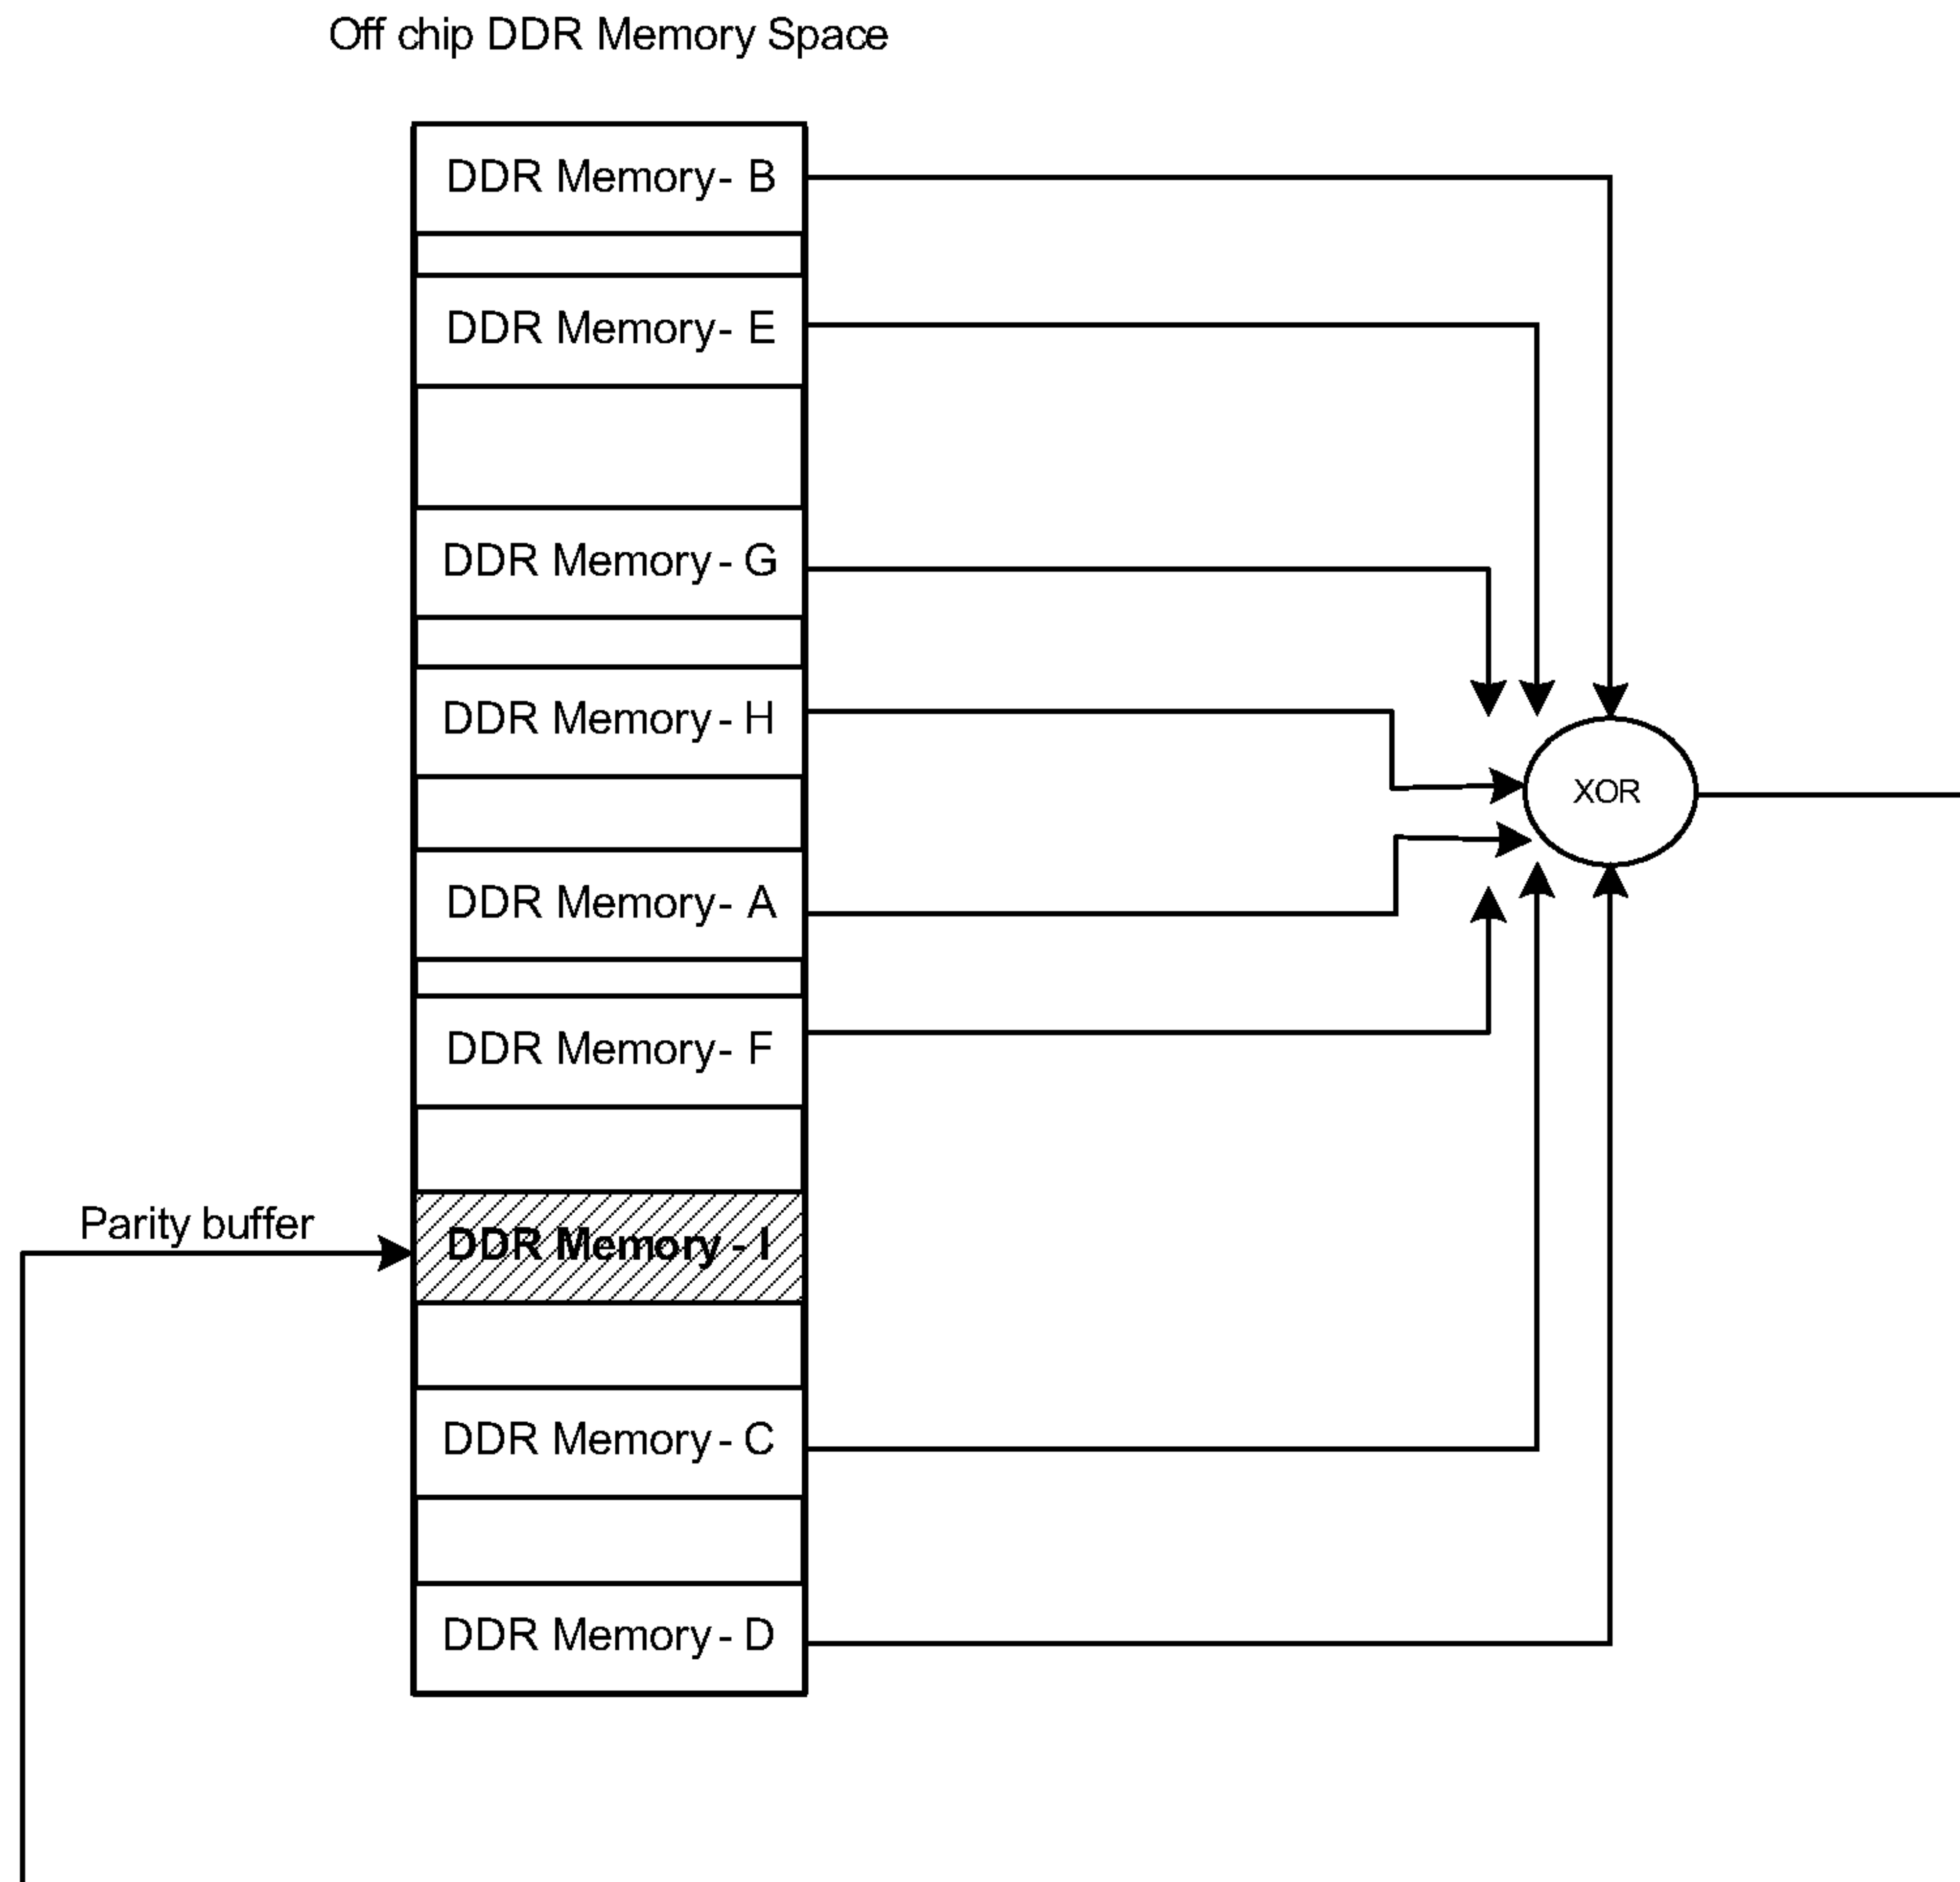 Off chip DDR Memory Space
DDR Memory - B
DDR Memory - E
DDR Memory - G
DDR Memory - H
XOR
DDR Memory - A
DDR Memory - F
Parity buffer
DDR Memory - I
DDR Memory - C
DDR Memory - D